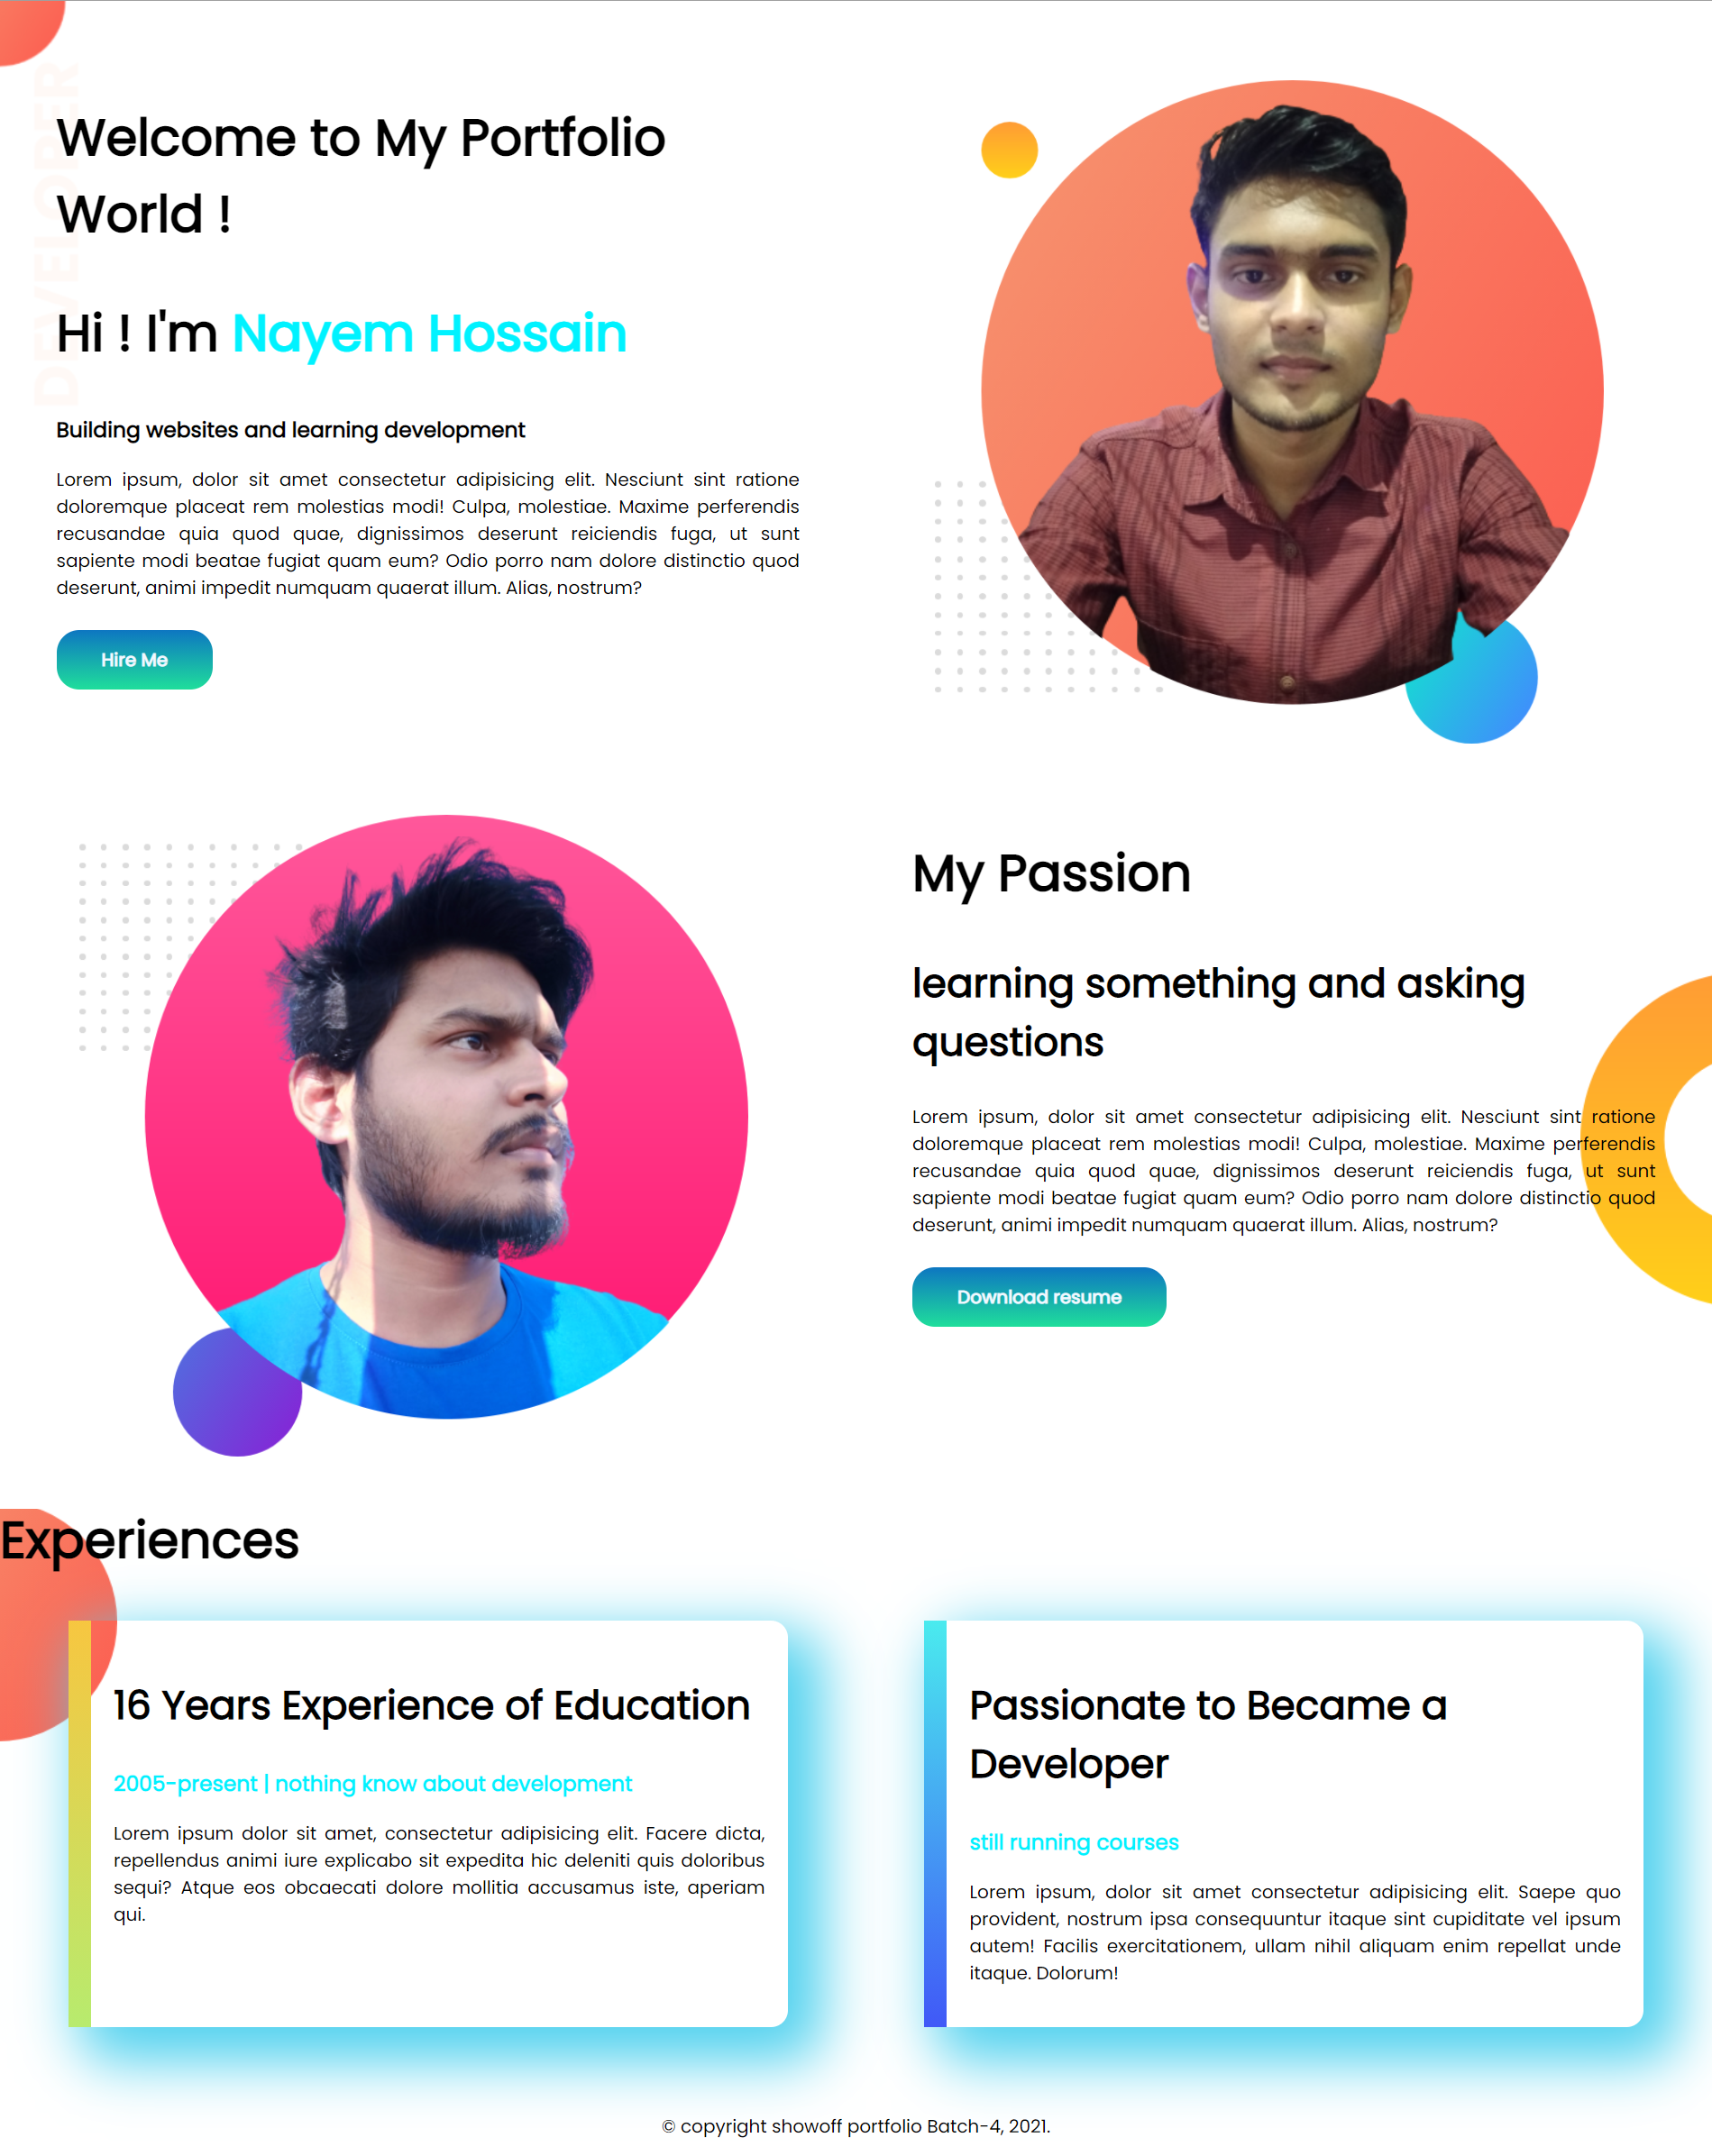 DEVELOPER
Welcome to My Portfolio
World !
Hi ! I'm Nayem Hossain
Building websites and learning development
Lorem ipsum, dolor sit amet consectetur adipisicing elit. Nesciunt sint ratione
doloremque placeat rem molestias modi! Culpa, molestiae. Maxime perferendis
recusandae quia quod quae, dignissimos deserunt reiciendis fuga, ut sunt
sapiente modi beatae fugiat quam eum? Odio porro nam dolore distinctio quod
deserunt, animi impedit numquam quaerat illum. Alias, nostrum?
Hire Me
My Passion
learning something and asking
questions
Lorem ipsum, dolor sit amet consectetur adipisicing elit. Nesciunt sint ratione
doloremque placeat rem molestias modi! Culpa, molestiae. Maxime perferendis
recusandae quia quod quae, dignissimos deserunt reiciendis fuga, ut sunt
sapiente modi beatae fugiat quam eum? Odio porro nam dolore distinctio quod
deserunt, animi impedit numquam quaerat illum. Alias, nostrum?
Download resume
Experiences
16 Years Experience of Education
2005-present | nothing know about development
Lorem ipsum dolor sit amet, consectetur adipisicing elit. Facere dicta,
repellendus animi iure explicabo sit expedita hic deleniti quis doloribus
sequi? Atque eos obcaecati dolore mollitia accusamus iste, aperiam
qui.
Passionate to Became a
Developer
still running courses
Lorem ipsum, dolor sit amet consectetur adipisicing elit. Saepe quo
provident, nostrum ipsa consequuntur itaque sint cupiditate vel ipsum
autem! Facilis exercitationem, ullam nihil aliquam enim repellat unde
itaque. Dolorum!
© copyright showoff portfolio Batch-4, 2021.